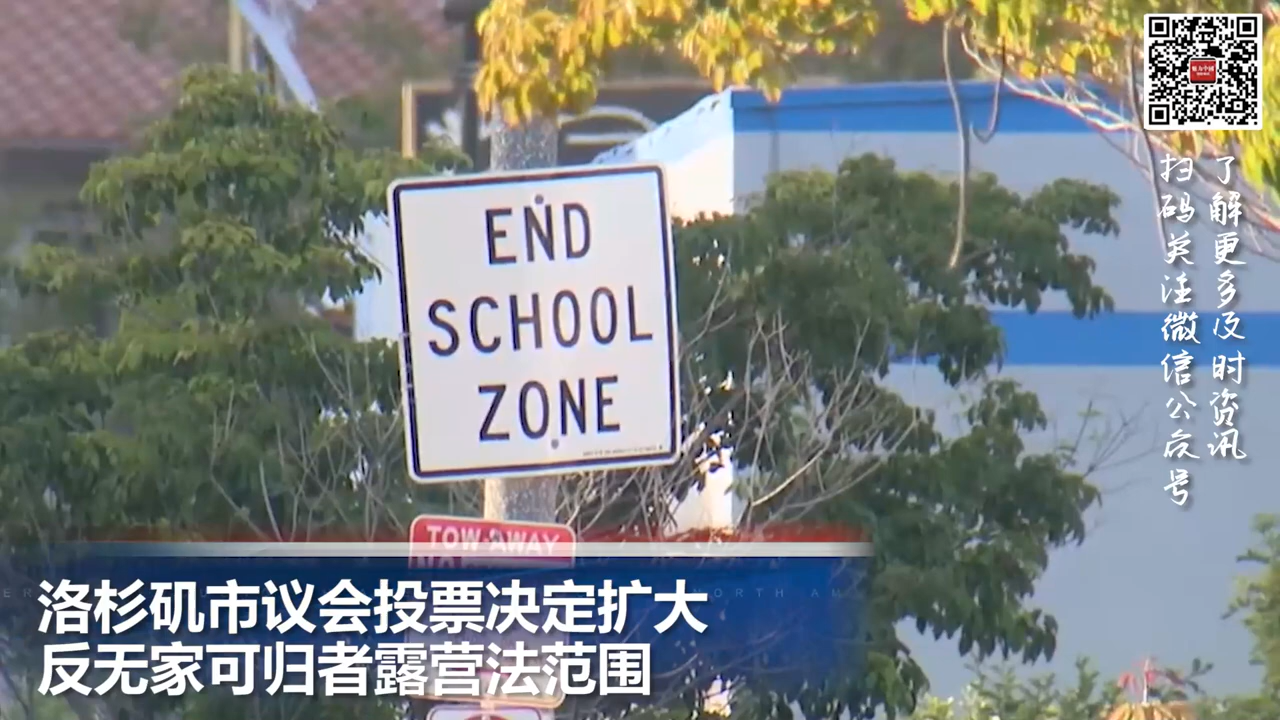 END
SCHOOL
ZONE
TOW-AWAY
了解更多及时资讯
扫码关注微信公众号
洛杉矶市议会投票决定扩大
反无家可归者露营法范围